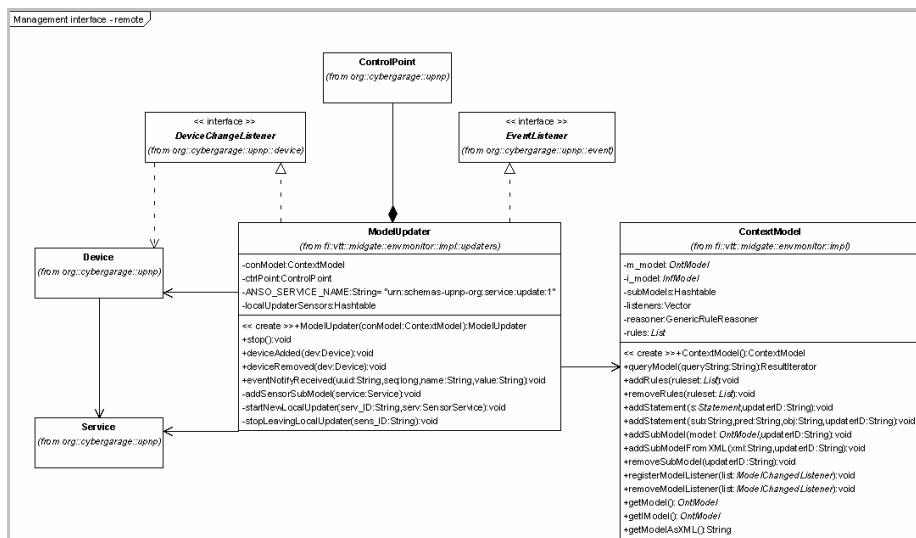 Management interface - remote
ControlPoint
(from org::cybergarage::upnp)
<< interface >>
DeviceChangeListener
(from org::cybergarage::upnp::device)
<< interface >>
EventListener
(from org::cybergarage::upnp::event)
Device
(from org::cybergarage::upnp)
Service
(from org::cybergarage::upnp)
ModelUpdater
(from fi::vtt::midgate::envmonitor::impl::updaters)
-conModel:ContextModel
-ctrlPoint:ControlPoint
-ANSO_SERVICE_NAME:String= "urn:schemas-upnp-org:service:update:1"
-localUpdaterSensors:Hashtable
<< create >>+ModelUpdater(conModel:ContextModel):ModelUpdater
+stop():void
+deviceAdded(dev:Device):void
+deviceRemoved(dev:Device):void
+eventNotifyReceived(uuid:String,seq:long,name:String,value:String):void
-addSensorSubModel(service:Service):void
-startNewLocalUpdater(serv_ID:String,serv:SensorService):void
-stopLeavingLocalUpdater(sens_ID:String):void
ContextModel
(from fi::vtt::midgate::envmonitor::impl)
-m_model:OntModel
-i_model:InfModel
-subModels:Hashtable
-listeners:Vector
-reasoner:GenericRuleReasoner
-rules:List
<< create >>+ContextModel():ContextModel
+queryModel(queryString:String):ResultIterator
+addRules(ruleset:List):void
+removeRules(ruleset:List):void
+addStatement(s:Statement,updaterID:String):void
+addStatement(sub:String,pred:String,obj:String,updaterID:String):void
+addSubModel(model:OntModel,updaterID:String):void
+addSubModelFromXML(xml:String,updaterID:String):void
+removeSubModel(updaterID:String):void
+registerModelListener(list:ModelChangedListener):void
+removeModelListener(list:ModelChangedListener):void
+getModel():OntModel
+getIModel():OntModel
+getModelAsXML():String